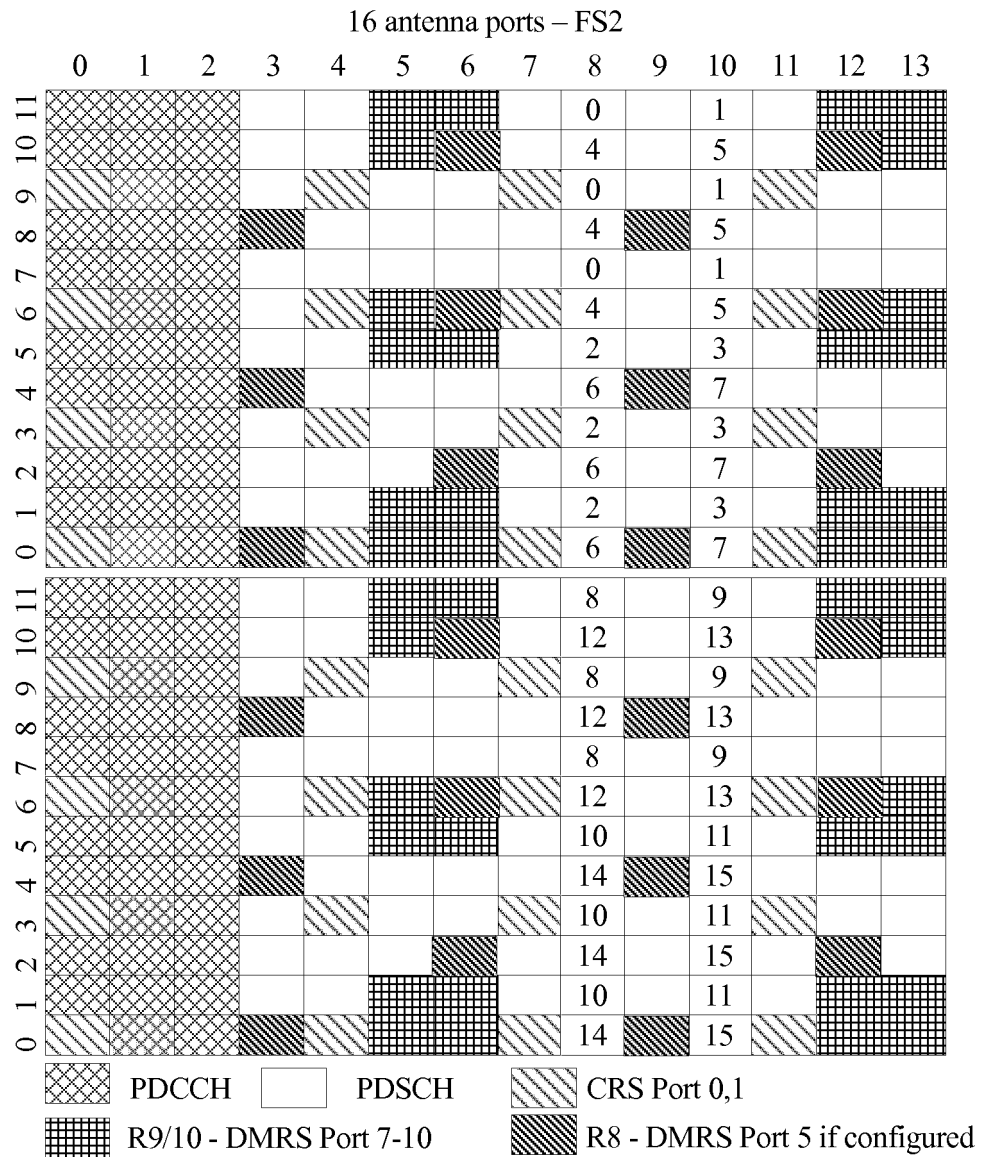 16 antenna ports – FS2
0 1 2 3 4 5 6 7 8 9 10 11 12 13
11 0 1
10 4 5
9 0 1
8 4 5
7 0 1
6 4 5
5 2 3
4 6 7
3 2 3
2 6 7
1 2 3
0 6 7
11 8 9
10 12 13
9 8 9
8 12 13
7 8 9
6 12 13
5 10 11
4 14 15
3 10 11
2 14 15
1 10 11
0 14 15
PDCCH PDSCH CRS Port 0,1
R9/10 - DMRS Port 7-10 R8 - DMRS Port 5 if configured